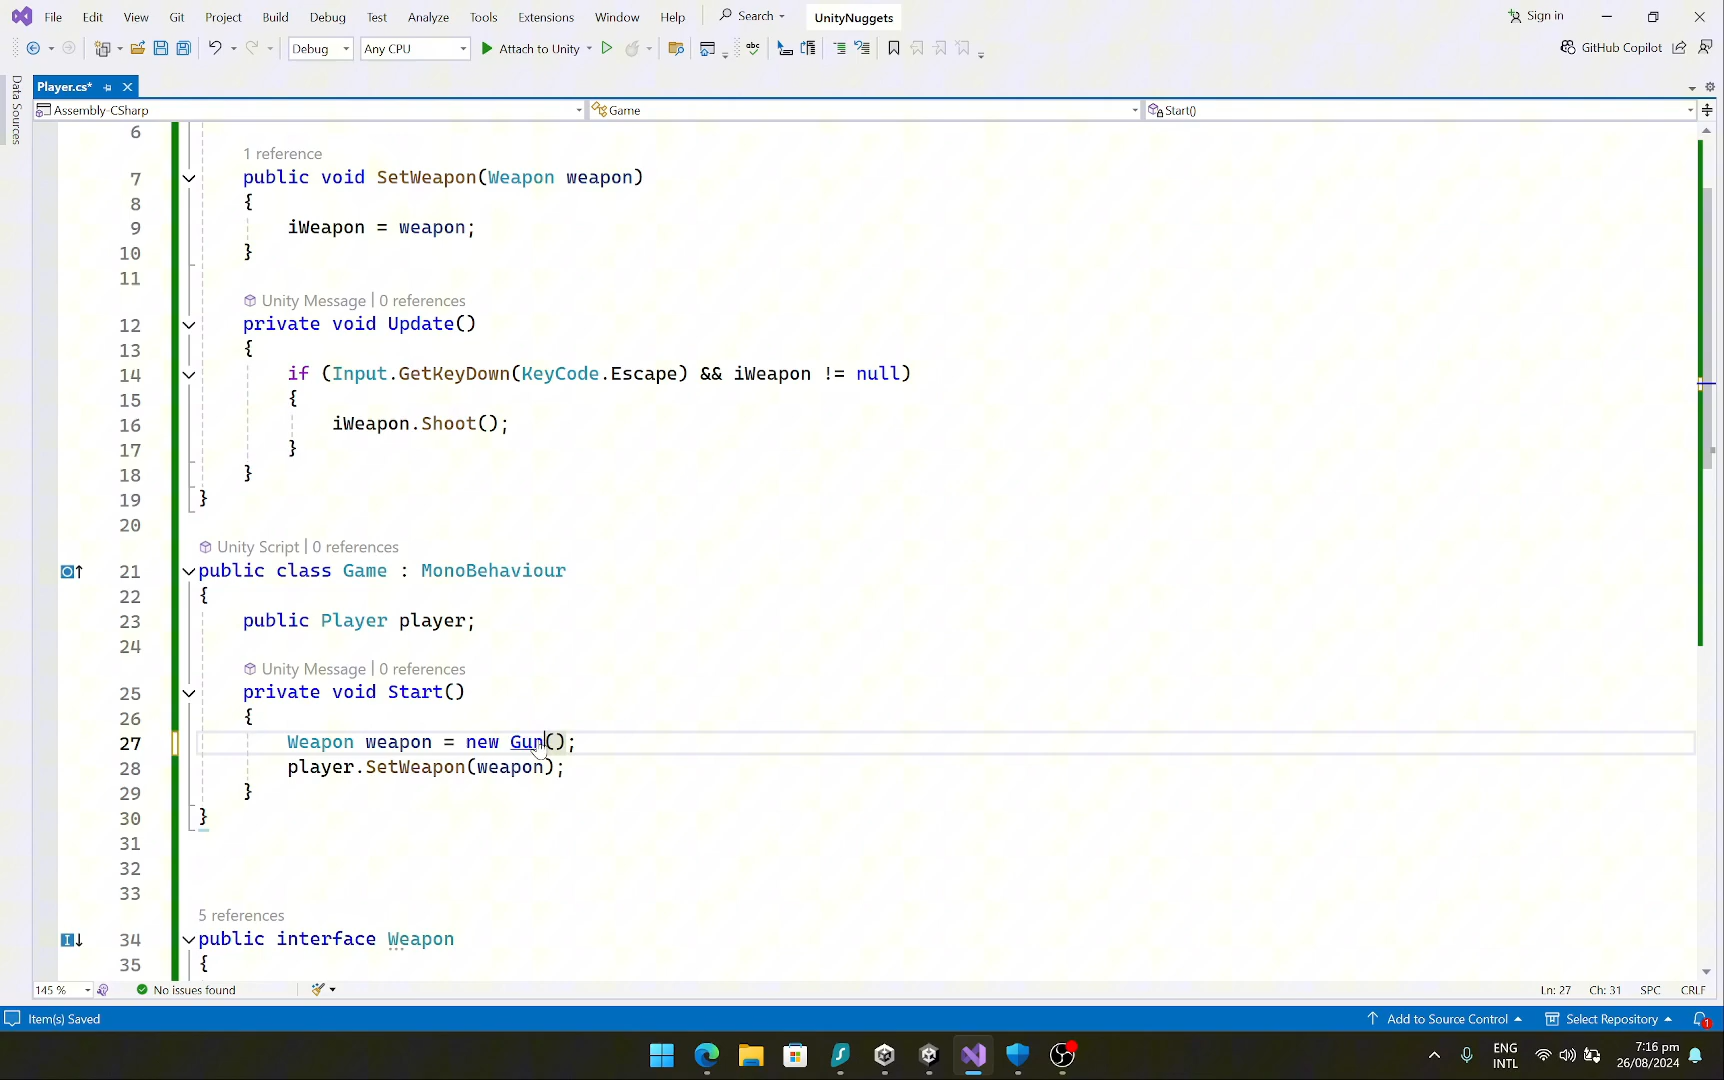 File Edit View Git Project Build Debug Test Analyze Tools Extensions Window Help Search UnityNuggets Sign in
Debug Any CPU Attach to Unity abc GitHub Copilot
Data Sources
Player.cs*
Assembly-CSharp Game Start()
6
1 reference
7 public void SetWeapon(Weapon weapon)
8 {
9 iWeapon = weapon;
10 }
11
Unity Message | 0 references
12 private void Update()
13 {
14 if (Input.GetKeyDown(KeyCode.Escape) && iWeapon != null)
15 {
16 iWeapon.Shoot();
17 }
18 }
19 }
20
Unity Script | 0 references
21 public class Game : MonoBehaviour
22 {
23 public Player player;
24
Unity Message | 0 references
25 private void Start()
26 {
27 Weapon weapon = new Gun();
28 player.SetWeapon(weapon);
29 }
30 }
31
32
33
5 references
34 public interface Weapon
35 {
145 % No issues found Ln: 27 Ch: 31 SPC CRLF
Item(s) Saved Add to Source Control Select Repository 1
ENG INTL 7:16 pm 26/08/2024